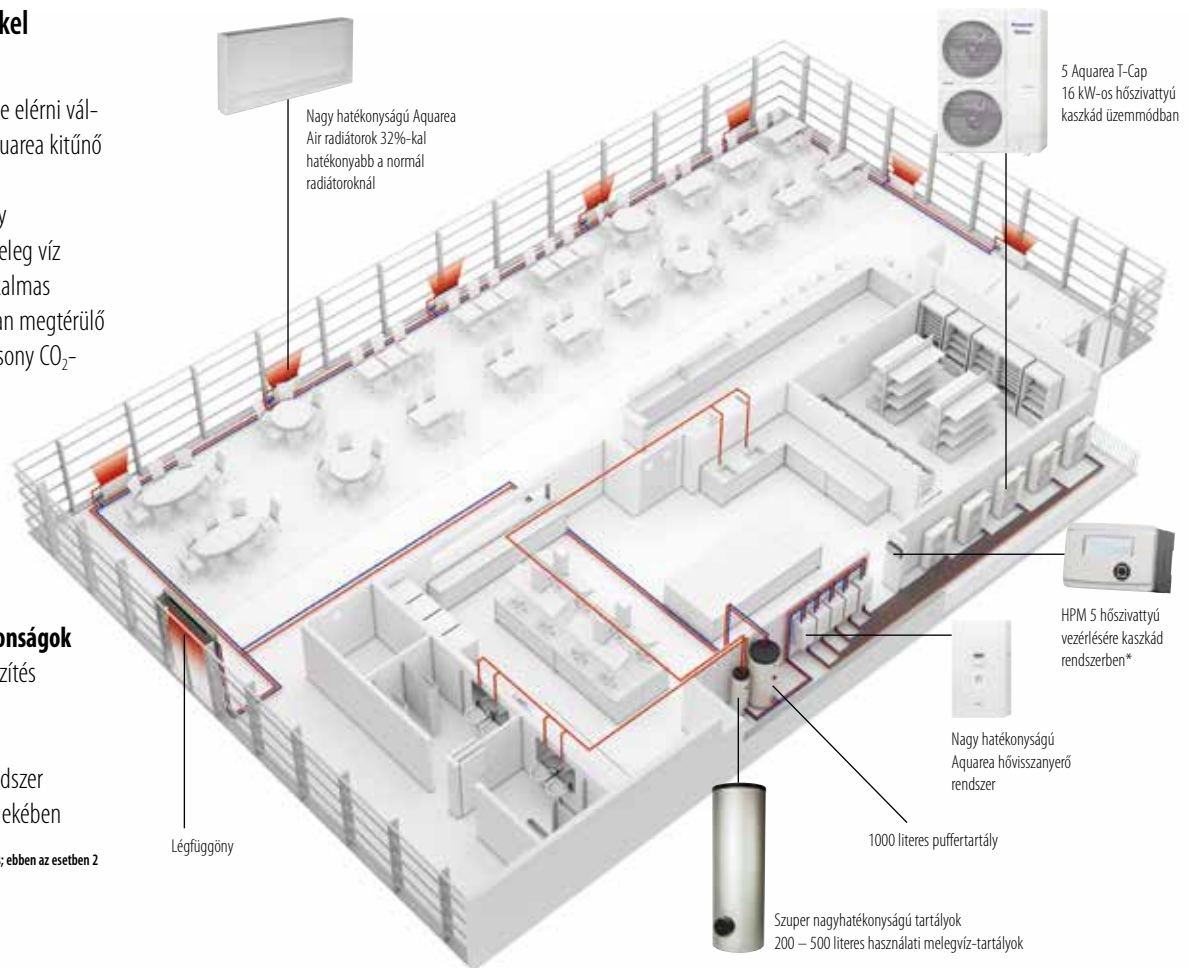 kel
e elérni vál-
uarea kitűnő
y
eleg víz
kalmas
an megtérülő
sony CO₂-
onságok
zítés
dszer
ekében
s; ebben az esetben 2
Nagy hatékonyságú Aquarea
Air radiátorok 32%-kal
hatékonyabb a normál
radiátoroknál
5 Aquarea T-Cap
16 kW-os hőszivattyú
kaszkád üzemmódban
HPM 5 hőszivattyú
vezérlésére kaszkád
rendszerben*
Nagy hatékonyságú
Aquarea hővisszanyerő
rendszer
1000 literes puffertartály
Légfüggöny
Szuper nagyhatékonyságú tartályok
200 – 500 literes használati melegvíz-tartályok